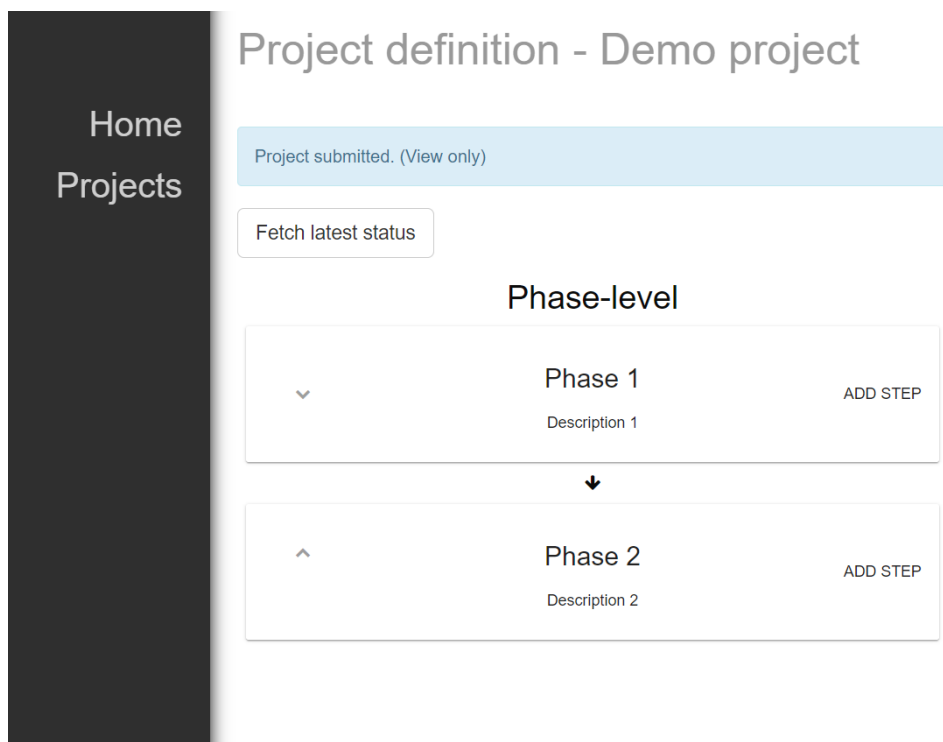 Home
Projects
Project definition - Demo project
Project submitted. (View only)
Fetch latest status
Phase-level
Phase 1
Description 1
ADD STEP
Phase 2
Description 2
ADD STEP